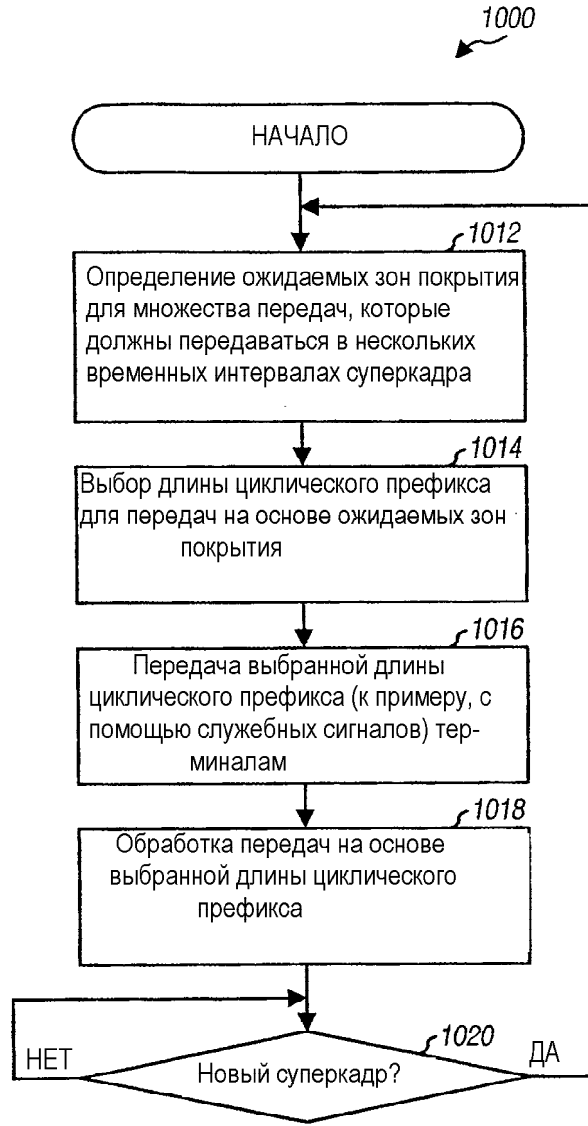 1000
НАЧАЛО
1012
Определение ожидаемых зон покрытия
для множества передач, которые
должны передаваться в нескольких
временных интервалах суперкадра
1014
Выбор длины циклического префикса
для передач на основе ожидаемых зон
покрытия
1016
Передача выбранной длины
циклического префикса (к примеру, с
помощью служебных сигналов) тер-
миналам
1018
Обработка передач на основе
выбранной длины циклического
префикса
1020
НЕТ
Новый суперкадр?
ДА